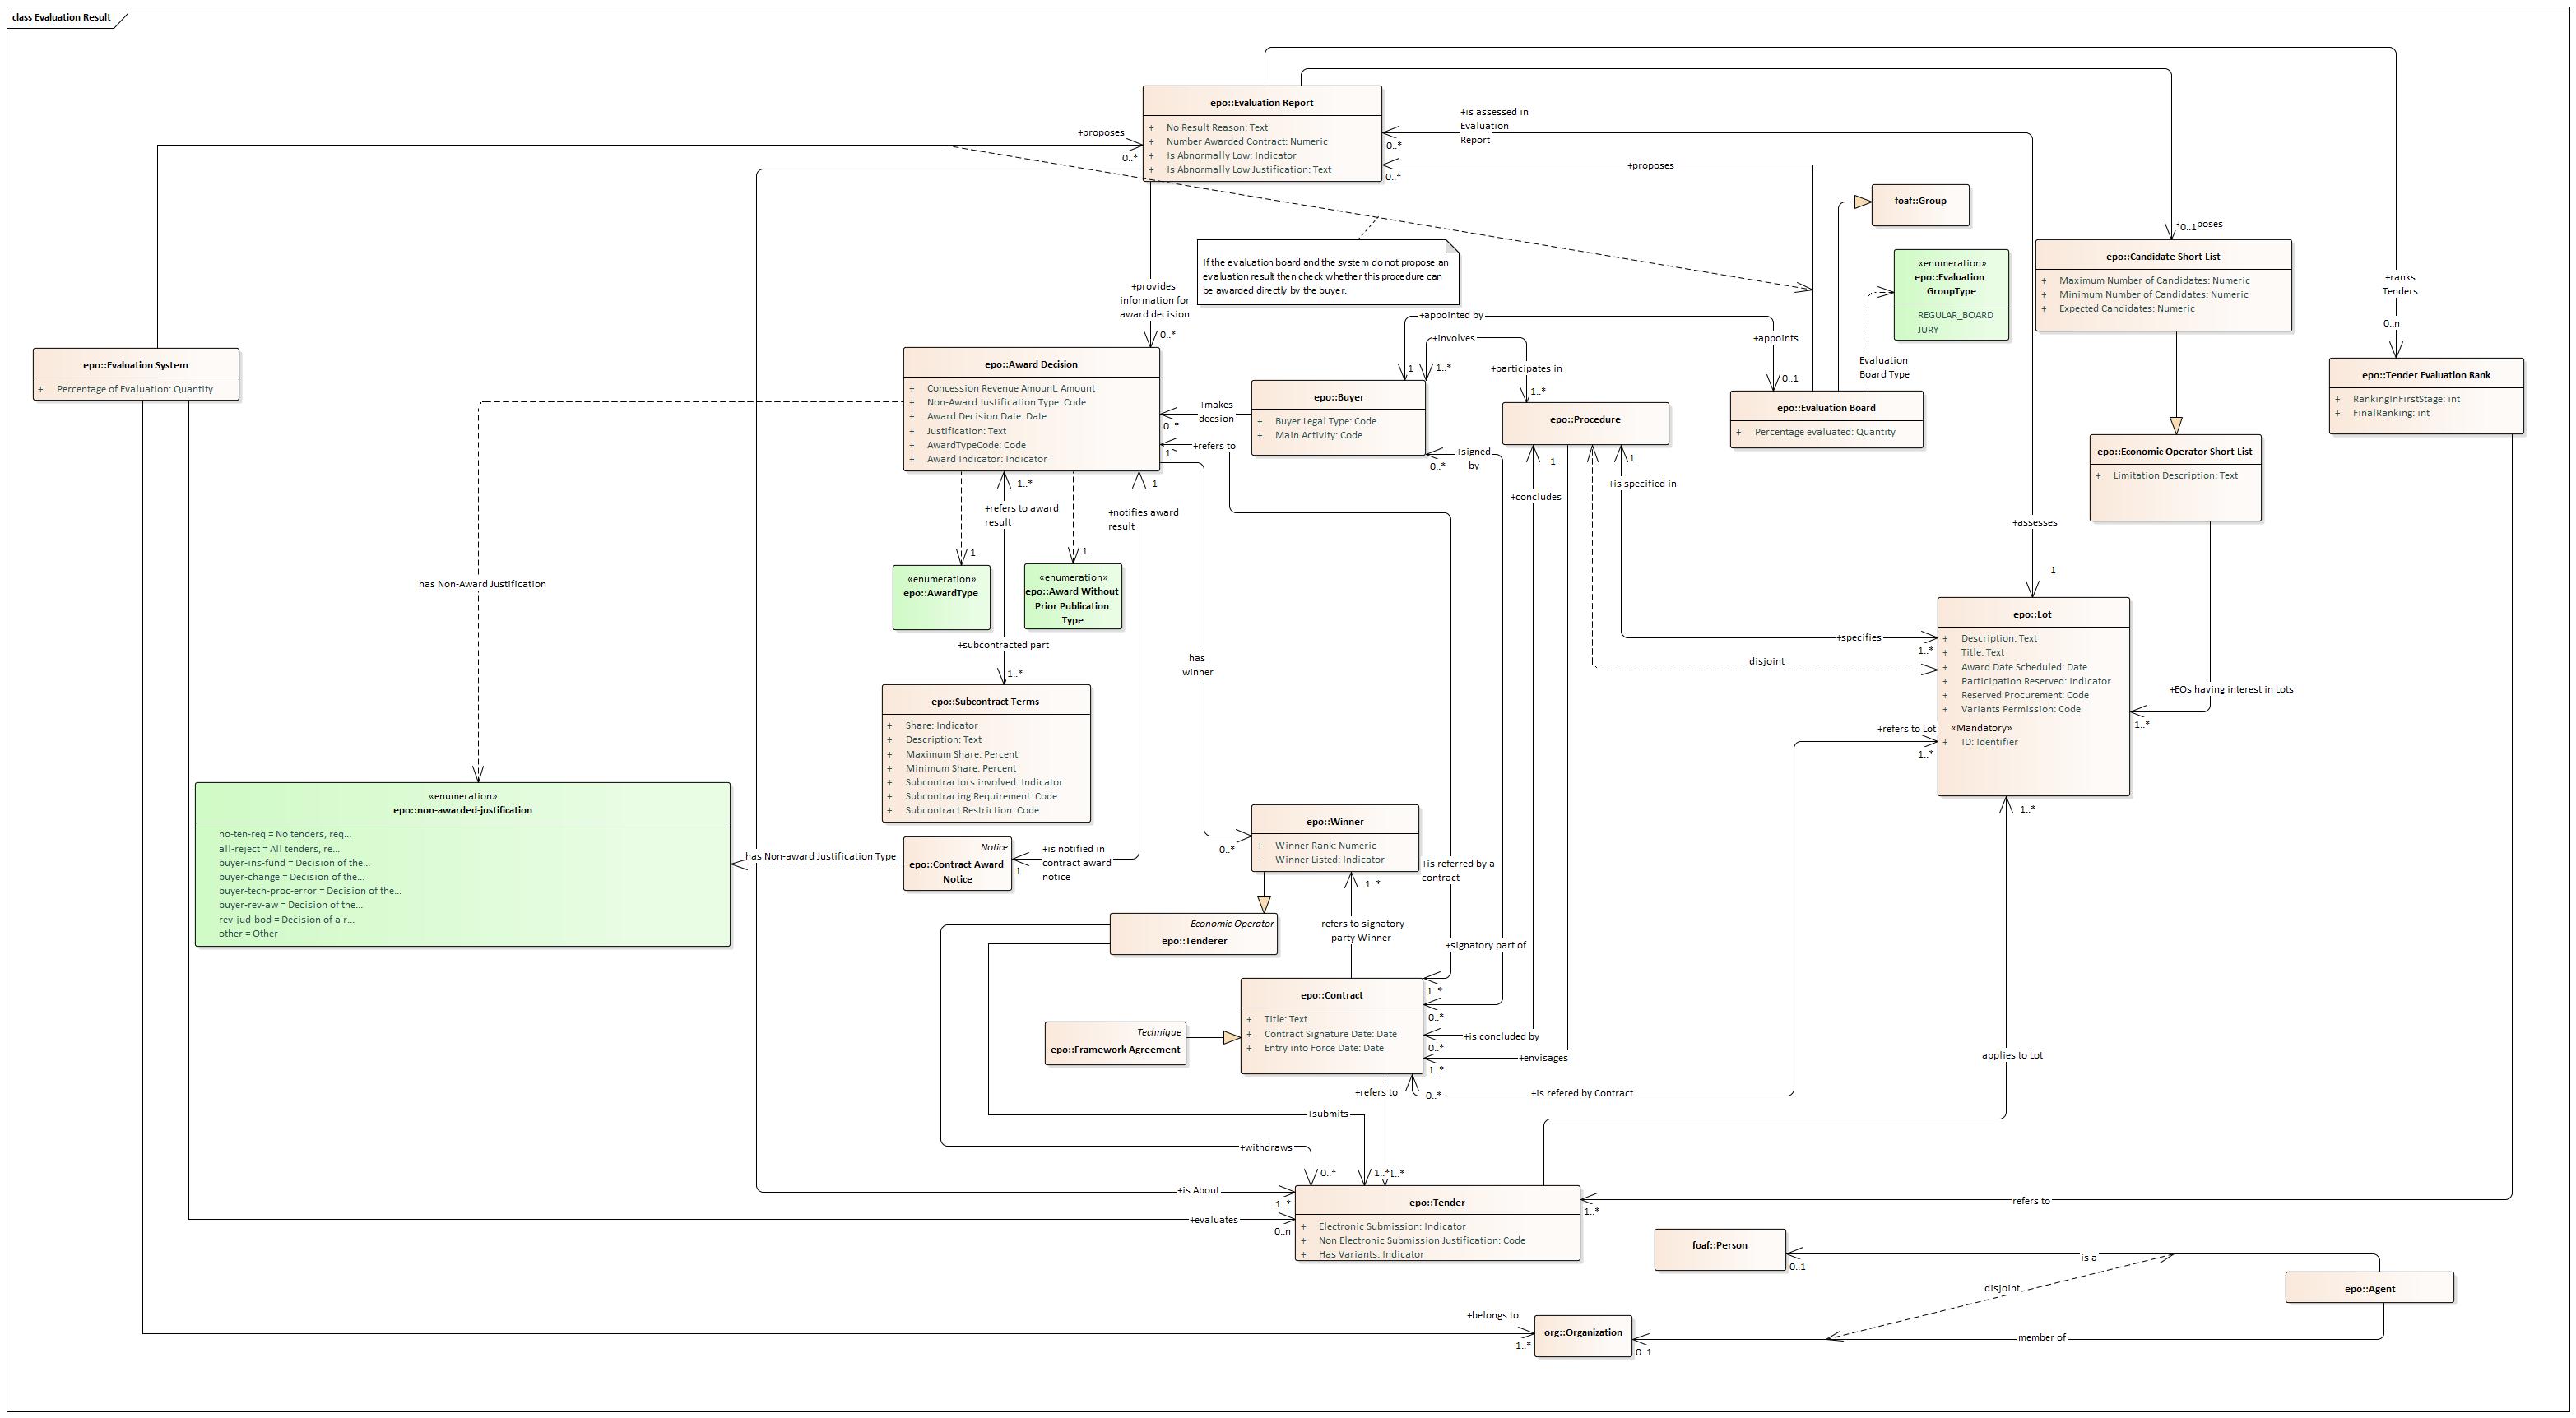 class Evaluation Result
epo::Evaluation Report
+ No Result Reason: Text
+ Number Awarded Contract: Numeric
+ Is Abnormally Low: Indicator
+ Is Abnormally Low Justification: Text
+proposes
0..*
+is assessed in
Evaluation
Report
0..*
+proposes
0..*
foaf::Group
0..1
epo::Candidate Short List
+ Maximum Number of Candidates: Numeric
+ Minimum Number of Candidates: Numeric
+ Expected Candidates: Numeric
If the evaluation board and the system do not propose an
evaluation result then check whether this procedure can
be awarded directly by the buyer.
«enumeration»
epo::Evaluation
GroupType
REGULAR_BOARD
JURY
+ranks
Tenders
0..n
+provides
information for
award decision
0..*
Evaluation
Board Type
epo::Evaluation System
+ Percentage of Evaluation: Quantity
epo::Award Decision
+ Concession Revenue Amount: Amount
+ Non-Award Justification Type: Code
+ Award Decision Date: Date
+ Justification: Text
+ AwardTypeCode: Code
+ Award Indicator: Indicator
+appointed by
1
+involves
1..*
+participates in
1..*
+appoints
0..1
+makes
decsion
0..*
+refers to
1
epo::Buyer
+ Buyer Legal Type: Code
+ Main Activity: Code
epo::Procedure
epo::Evaluation Board
+ Percentage evaluated: Quantity
epo::Tender Evaluation Rank
+ RankingInFirstStage: int
+ FinalRanking: int
epo::Economic Operator Short List
+ Limitation Description: Text
+signed
by
0..*
1
+concludes
1
+is specified in
+assesses
1
1..*
+refers to award
result
1
+notifies award
result
1
1
has Non-Award Justification
«enumeration»
epo::AwardType
«enumeration»
epo::Award Without
Prior Publication
Type
+subcontracted part
1..*
has
winner
0..*
+specifies
1..*
disjoint
epo::Lot
+ Description: Text
+ Title: Text
+ Award Date Scheduled: Date
+ Participation Reserved: Indicator
+ Reserved Procurement: Code
+ Variants Permission: Code
«Mandatory»
+ ID: Identifier
+EOs having interest in Lots
1..*
+refers to Lot
1..*
1..*
epo::Subcontract Terms
+ Share: Indicator
+ Description: Text
+ Maximum Share: Percent
+ Minimum Share: Percent
+ Subcontractors involved: Indicator
+ Subcontracing Requirement: Code
+ Subcontract Restriction: Code
«enumeration»
epo::non-awarded-justification
no-ten-req = No tenders, req...
all-reject = All tenders, re...
buyer-ins-fund = Decision of the...
buyer-change = Decision of the...
buyer-tech-proc-error = Decision of the...
buyer-rev-aw = Decision of the...
rev-jud-bod = Decision of a r...
other = Other
has Non-award Justification Type
Notice
epo::Contract Award
Notice
+is notified in
contract award
notice
1
epo::Winner
+ Winner Rank: Numeric
- Winner Listed: Indicator
1..*
+is referred by a
contract
Economic Operator
epo::Tenderer
refers to signatory
party Winner
+signatory part of
epo::Contract
+ Title: Text
+ Contract Signature Date: Date
+ Entry into Force Date: Date
1..*
0..*
+is concluded by
0..*
+envisages
1..*
Technique
epo::Framework Agreement
applies to Lot
+refers to
0..*
+is refered by Contract
+submits
+withdraws
0..*
1..*
1..*
+is About
1..*
+evaluates
0..n
epo::Tender
+ Electronic Submission: Indicator
+ Non Electronic Submission Justification: Code
+ Has Variants: Indicator
refers to
1..*
foaf::Person
0..1
is a
disjoint
epo::Agent
+belongs to
1..*
org::Organization
member of
0..1